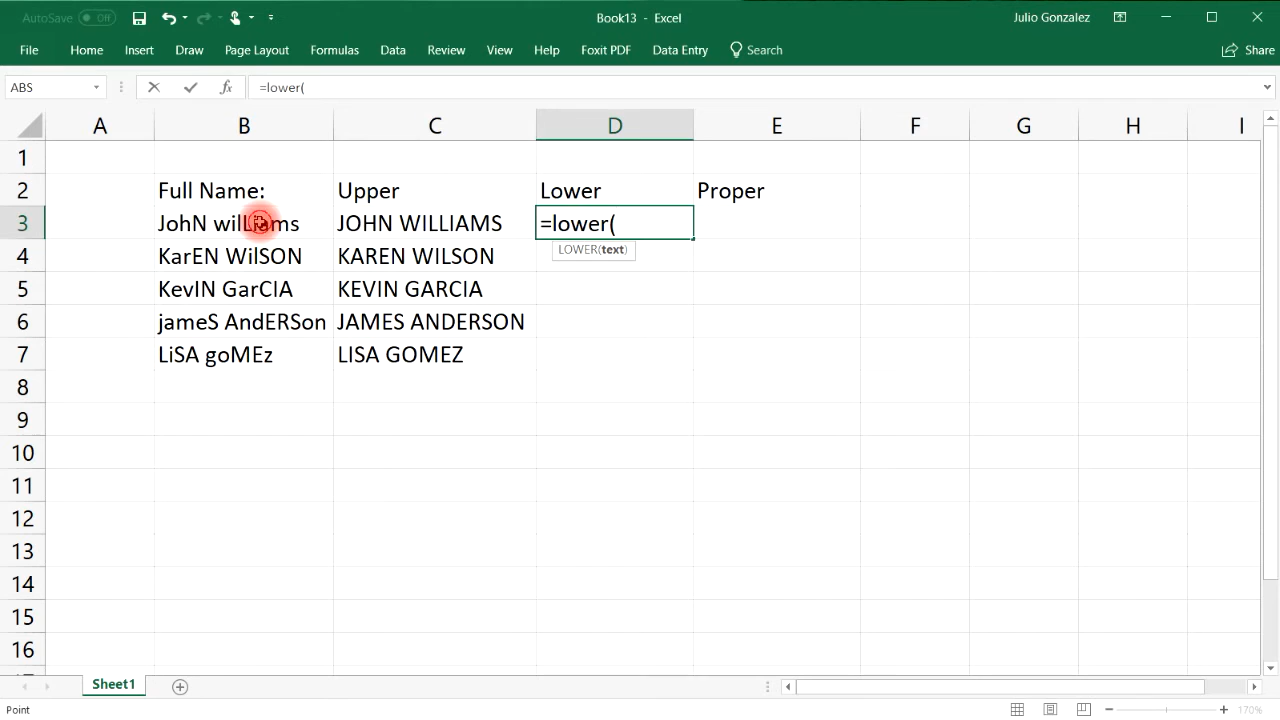 AutoSave Off
Book13 - Excel
Julio Gonzalez
File Home Insert Draw Page Layout Formulas Data Review View Help Foxit PDF Data Entry Search Share
ABS fx =lower(
A B C D E F G H I
1
2 Full Name: Upper Lower Proper
3 JohN wilLIams JOHN WILLIAMS =lower(
LOWER(text)
4 KarEN WilSON KAREN WILSON
5 KevIN GarCIA KEVIN GARCIA
6 jameS AndERSon JAMES ANDERSON
7 LiSA goMEz LISA GOMEZ
8
9
10
11
12
13
14
15
16
Sheet1
Point 170%